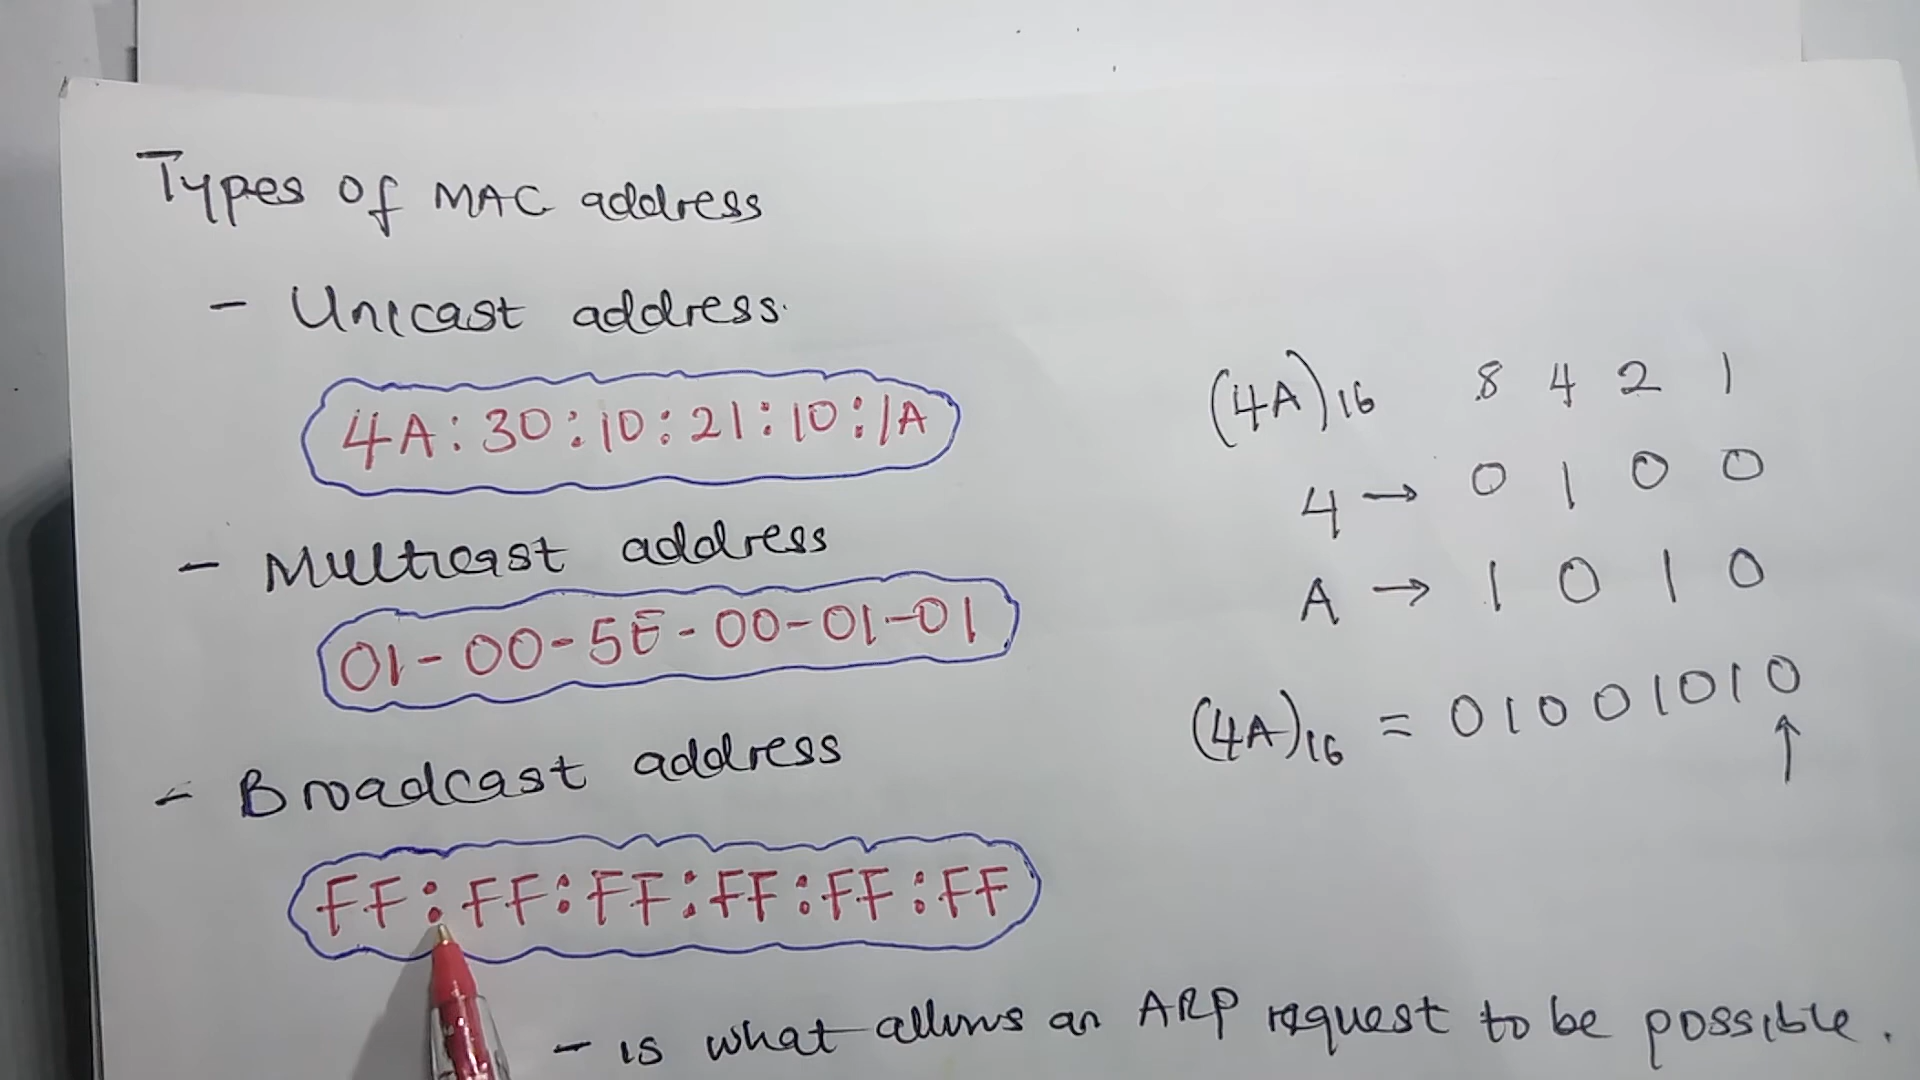 Types of MAC address
- Unicast address.
4A:30:10:21:10:1A
- Multicast address
01-00-5E-00-01-01
- Broadcast address
FF:FF:FF:FF:FF:FF
- is what allows an ARP request to be possible.
(4A)16 8 4 2 1
4 → 0 1 0 0
A → 1 0 1 0
(4A)16 = 01001010
↑